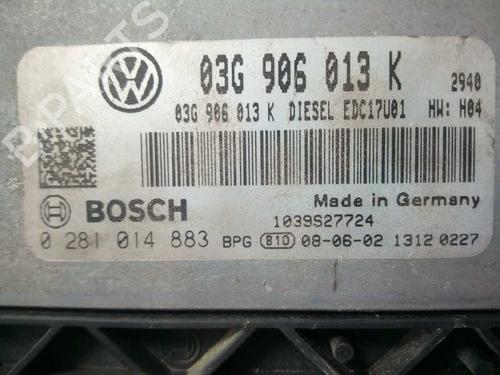 03G 906 013 K 2940
03G 906 013 K DIESEL EDC17U01 HW: H04
BOSCH
Made in Germany
1039S27724
0 281 014 883 BPG B10 08-06-02 1312 0227